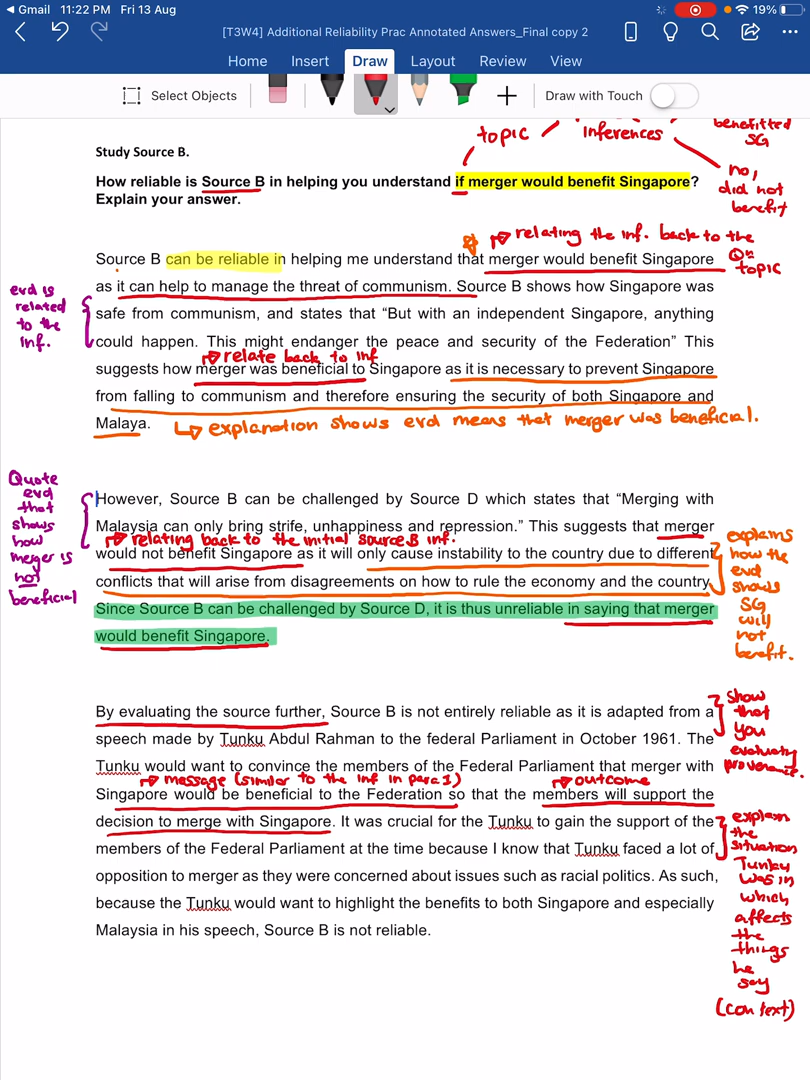 Gmail 11:22 PM Fri 13 Aug 19%
[T3W4] Additional Reliability Prac Annotated Answers_Final copy 2
Home Insert Draw Layout Review View
Select Objects Draw with Touch
benefitted
SG
topic inferences
no,
did not
benefit
Study Source B.
How reliable is Source B in helping you understand if merger would benefit Singapore?
Explain your answer.
relating the inf. back to the
Qn
topic
Source B can be reliable in helping me understand that merger would benefit Singapore
as it can help to manage the threat of communism. Source B shows how Singapore was
safe from communism, and states that “But with an independent Singapore, anything
could happen. This might endanger the peace and security of the Federation” This
relate back to inf
suggests how merger was beneficial to Singapore as it is necessary to prevent Singapore
from falling to communism and therefore ensuring the security of both Singapore and
Malaya.
explanation shows evd means that merger was beneficial.
evd is
related
to the
inf.
Quote
evd
that
shows
how
merger is
not
beneficial
However, Source B can be challenged by Source D which states that “Merging with
Malaysia can only bring strife, unhappiness and repression.” This suggests that merger
relating back to the initial source B inf.
would not benefit Singapore as it will only cause instability to the country due to different
conflicts that will arise from disagreements on how to rule the economy and the country.
Since Source B can be challenged by Source D, it is thus unreliable in saying that merger
would benefit Singapore.
explains
how the
evd
shows
SG
will
not
benefit.
By evaluating the source further, Source B is not entirely reliable as it is adapted from a
speech made by Tunku Abdul Rahman to the federal Parliament in October 1961. The
Tunku would want to convince the members of the Federal Parliament that merger with
message (similar to the inf in para 1) outcome
Singapore would be beneficial to the Federation so that the members will support the
decision to merge with Singapore. It was crucial for the Tunku to gain the support of the
members of the Federal Parliament at the time because I know that Tunku faced a lot of
opposition to merger as they were concerned about issues such as racial politics. As such,
because the Tunku would want to highlight the benefits to both Singapore and especially
Malaysia in his speech, Source B is not reliable.
show
that
you
evaluating
provenance.
explain
the
situation
Tunku
was in
which
affects
the
things
he
say
(context)